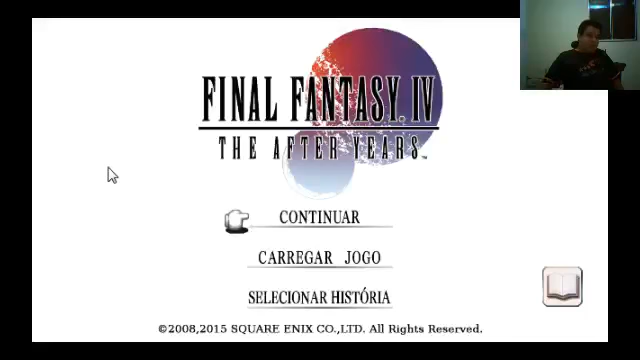 FINAL FANTASY IV
THE AFTER YEARS™
CONTINUAR
CARREGAR JOGO
SELECIONAR HISTÓRIA
©2008,2015 SQUARE ENIX CO.,LTD. All Rights Reserved.